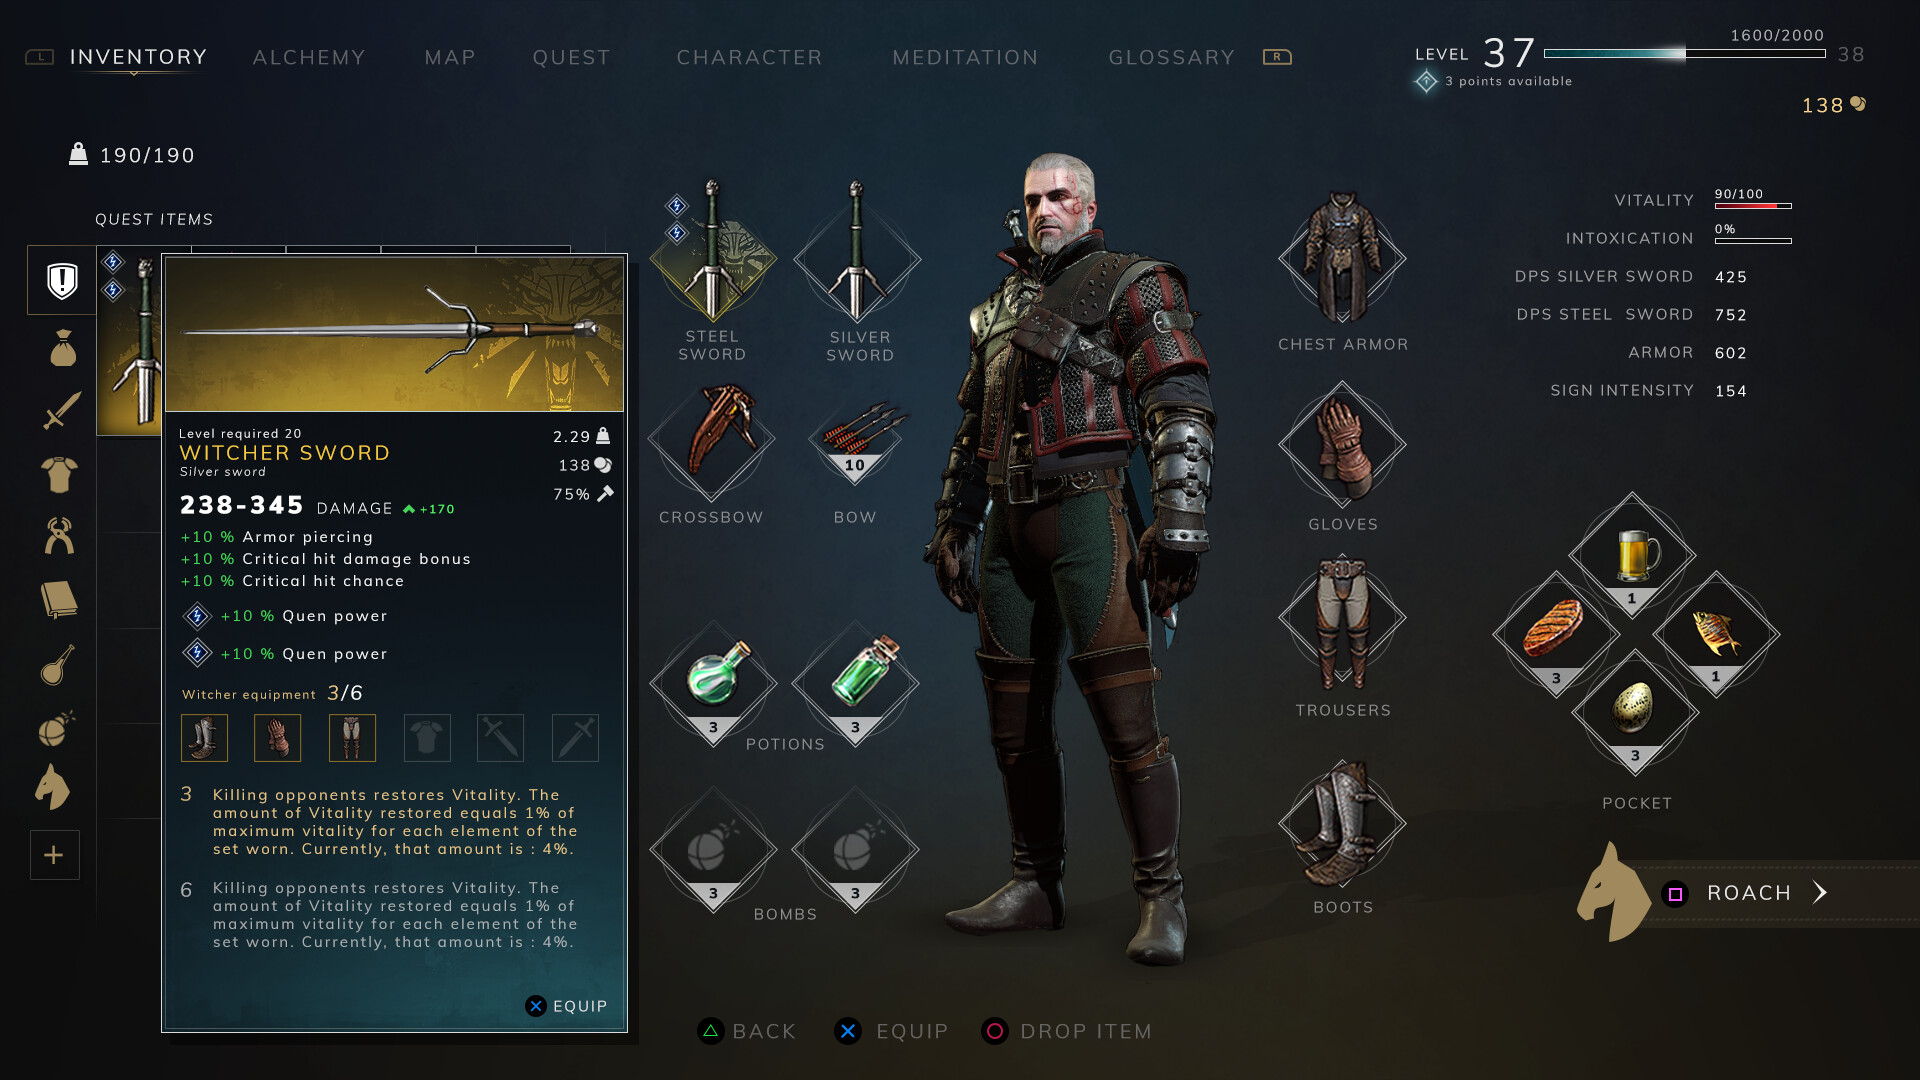 L
INVENTORY
ALCHEMY
MAP
QUEST
CHARACTER
MEDITATION
GLOSSARY
R
LEVEL 37
1600/2000
38
3 points available
138
190/190
QUEST ITEMS
Level required 20
WITCHER SWORD
Silver sword
2.29
138
75%
238-345 DAMAGE +170
+10 % Armor piercing
+10 % Critical hit damage bonus
+10 % Critical hit chance
+10 % Quen power
+10 % Quen power
Witcher equipment 3/6
3 Killing opponents restores Vitality. The
amount of Vitality restored equals 1% of
maximum vitality for each element of the
set worn. Currently, that amount is : 4%.
6 Killing opponents restores Vitality. The
amount of Vitality restored equals 1% of
maximum vitality for each element of the
set worn. Currently, that amount is : 4%.
EQUIP
STEEL
SWORD
SILVER
SWORD
CROSSBOW
10
BOW
3
3
POTIONS
3
3
BOMBS
CHEST ARMOR
GLOVES
TROUSERS
BOOTS
VITALITY 90/100
INTOXICATION 0%
DPS SILVER SWORD 425
DPS STEEL SWORD 752
ARMOR 602
SIGN INTENSITY 154
1
3
1
3
POCKET
ROACH
BACK
EQUIP
DROP ITEM